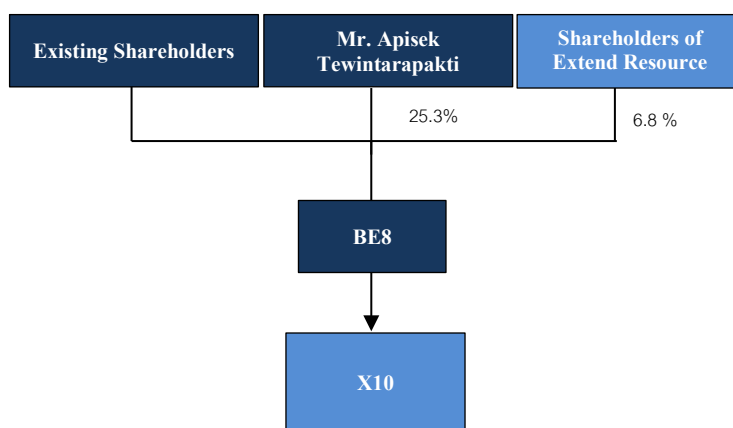 Existing Shareholders
Mr. Apisek
Tewintarapakti
Shareholders of
Extend Resource
25.3%
6.8 %
BE8
X10